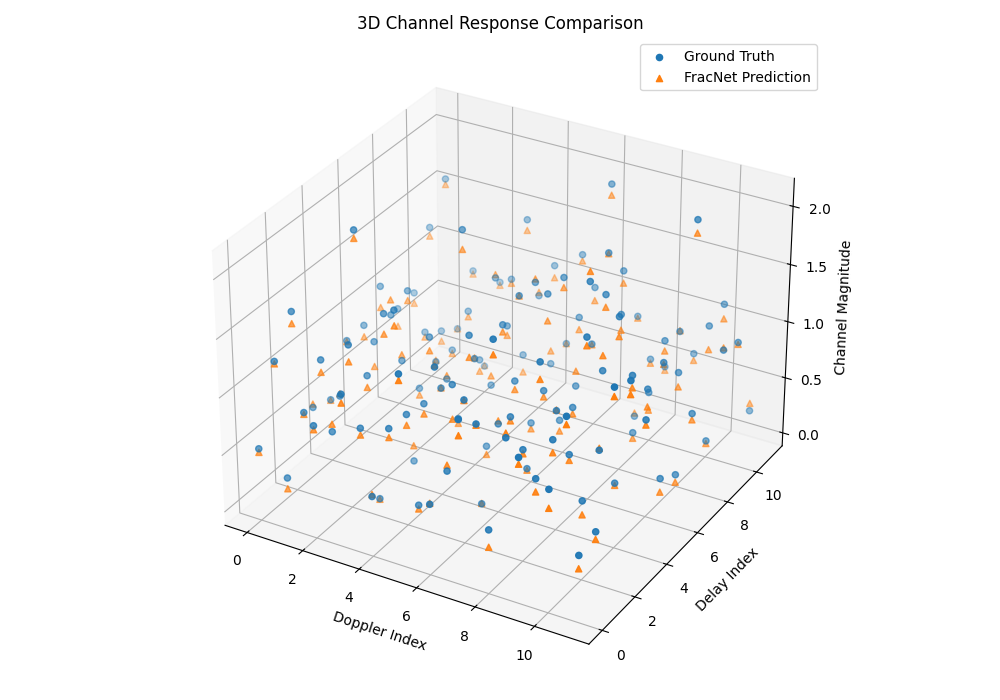 3D Channel Response Comparison
Ground Truth
FracNet Prediction
2.0
1.5
1.0
0.5
0.0
Channel Magnitude
10
8
6
4
2
0
Delay Index
0
2
4
6
8
10
Doppler Index